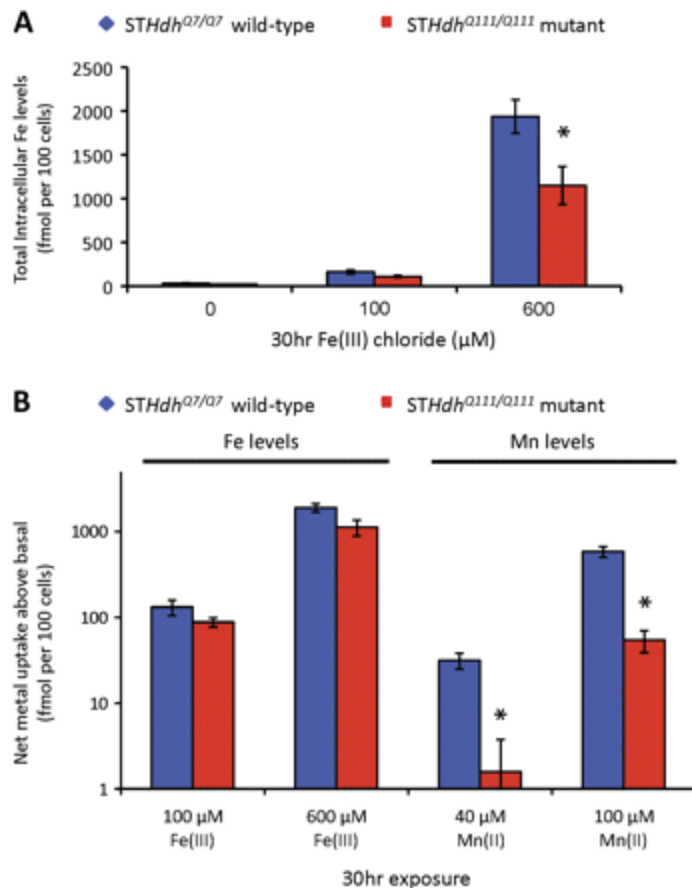 A
STHdhQ7/Q7 wild-type
STHdhQ111/Q111 mutant
Total Intracellular Fe levels
(fmol per 100 cells)
2500
2000
1500
1000
500
0
*
0
100
600
30hr Fe(III) chloride (µM)
B
STHdhQ7/Q7 wild-type
STHdhQ111/Q111 mutant
Fe levels
Mn levels
Net metal uptake above basal
(fmol per 100 cells)
1000
100
10
1
*
*
100 µM
Fe(III)
600 µM
Fe(III)
40 µM
Mn(II)
100 µM
Mn(II)
30hr exposure